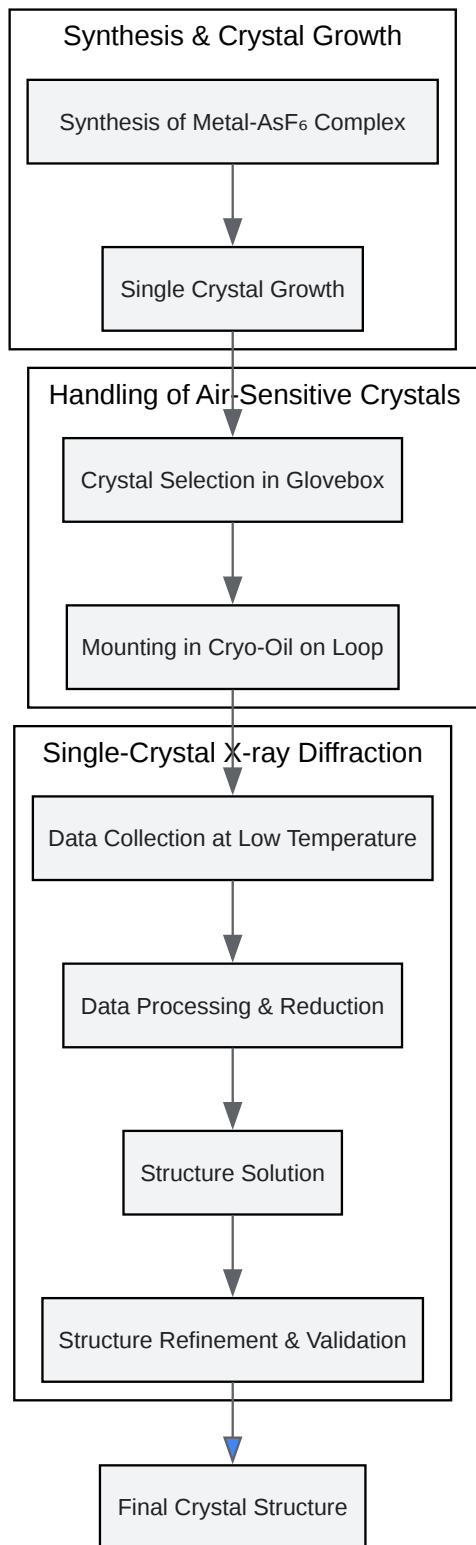 Synthesis & Crystal Growth
Synthesis of Metal-AsF₆ Complex
Single Crystal Growth
Handling of Air-Sensitive Crystals
Crystal Selection in Glovebox
Mounting in Cryo-Oil on Loop
Single-Crystal X-ray Diffraction
Data Collection at Low Temperature
Data Processing & Reduction
Structure Solution
Structure Refinement & Validation
Final Crystal Structure